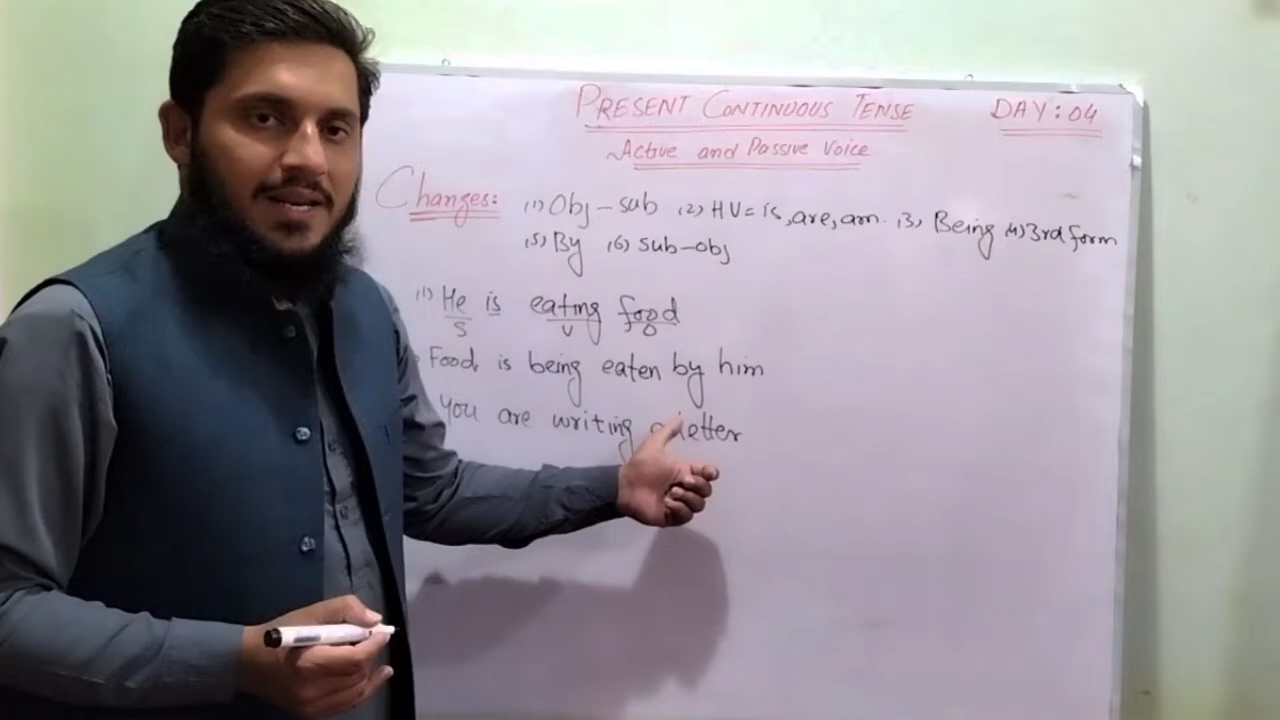 PRESENT CONTINUOUS TENSE DAY: 04
Active and Passive Voice
Changes: (1) Obj - sub (2) HV = is, are, am. (3) Being (4) 3rd form
(5) By (6) Sub - obj
(1) He is eating food
S V O
Food is being eaten by him
You are writing letter